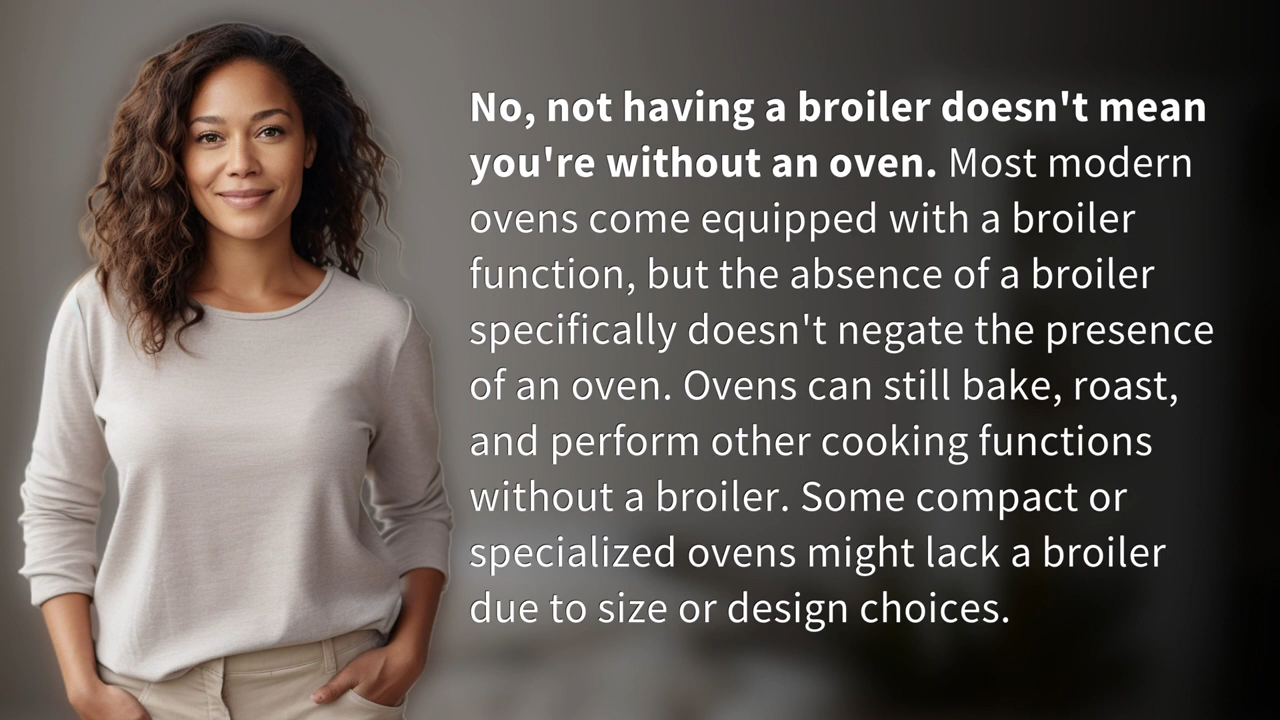 No, not having a broiler doesn't mean
you're without an oven. Most modern
ovens come equipped with a broiler
function, but the absence of a broiler
specifically doesn't negate the presence
of an oven. Ovens can still bake, roast,
and perform other cooking functions
without a broiler. Some compact or
specialized ovens might lack a broiler
due to size or design choices.